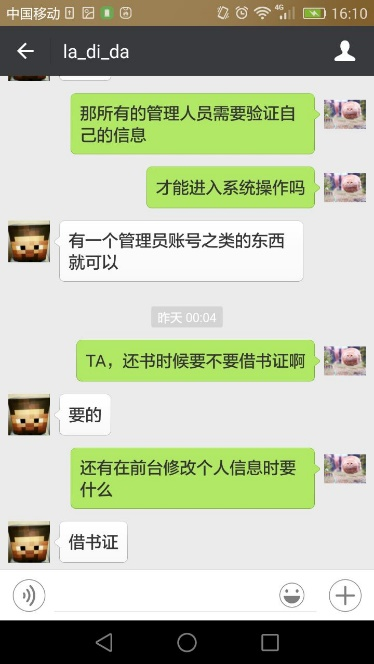 中国移动
4G
16:10
la_di_da
那所有的管理人员需要验证自
己的信息
才能进入系统操作吗
有一个管理员账号之类的东西
就可以
昨天 00:04
TA，还书时候要不要借书证啊
要的
还有在前台修改个人信息时要
什么
借书证